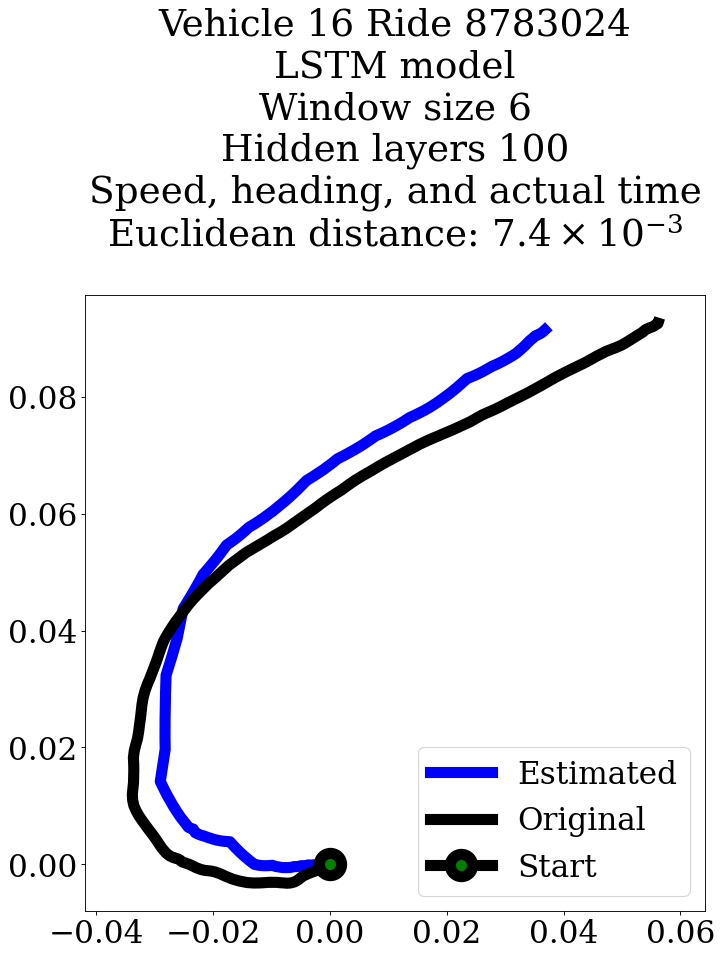 Vehicle 16 Ride 8783024
LSTM model
Window size 6
Hidden layers 100
Speed, heading, and actual time
Euclidean distance: 7.4 × 10⁻³
0.08
0.06
0.04
0.02
0.00
Estimated
Original
Start
−0.04 −0.02 0.00 0.02 0.04 0.06